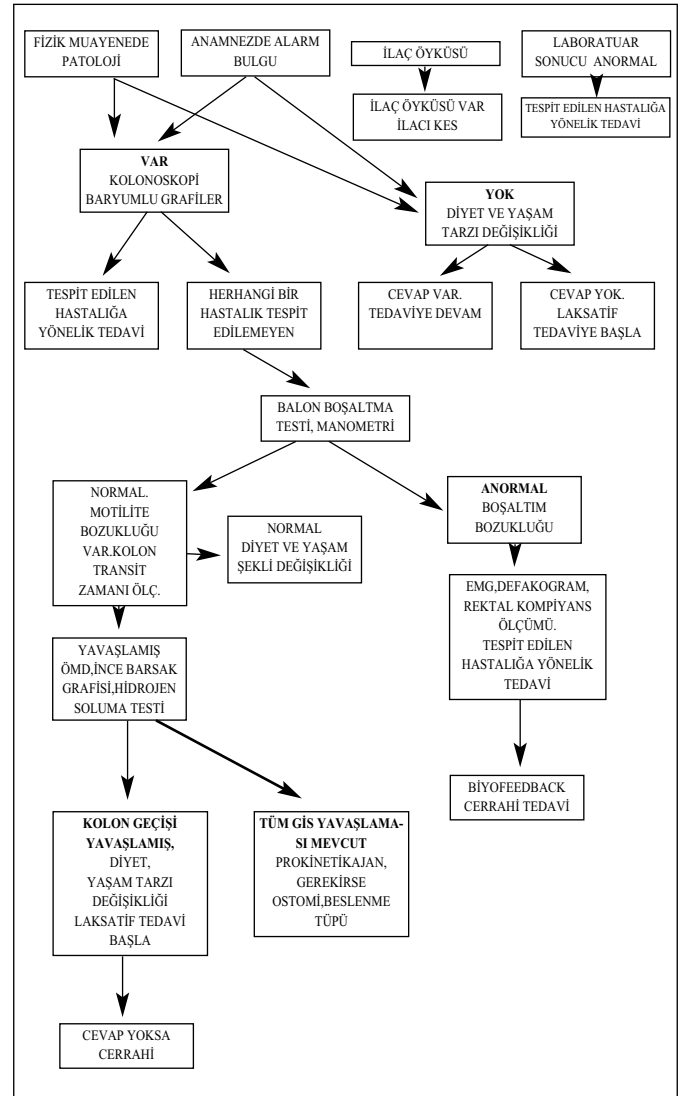 FİZİK MUAYENEDE
PATOLOJİ
ANAMNEZDE ALARM
BULGU
İLAÇ ÖYKÜSÜ
LABORATUAR
SONUCU ANORMAL
İLAÇ ÖYKÜSÜ VAR
İLACI KES
TESPİT EDİLEN HASTALIĞA
YÖNELİK TEDAVİ
VAR
KOLONOSKOPİ
BARYUMLU GRAFİLER
YOK
DİYET VE YAŞAM
TARZI DEĞİŞİKLİĞİ
TESPİT EDİLEN
HASTALIĞA
YÖNELİK TEDAVİ
HERHANGİ BİR
HASTALIK TESPİT
EDİLEMEYEN
CEVAP VAR.
TEDAVİYE DEVAM
CEVAP YOK.
LAKSATİF
TEDAVİYE BAŞLA
BALON BOŞALTMA
TESTİ, MANOMETRİ
NORMAL.
MOTİLİTE
BOZUKLUĞU
VAR.KOLON
TRANSİT
ZAMANI ÖLÇ.
NORMAL
DİYET VE YAŞAM
ŞEKLİ DEĞİŞİKLİĞİ
ANORMAL
BOŞALTIM
BOZUKLUĞU
EMG,DEFAKOGRAM,
REKTAL KOMPİYANS
ÖLÇÜMÜ.
TESPİT EDİLEN
HASTALIĞA YÖNELİK
TEDAVİ
YAVAŞLAMIŞ
ÖMD,İNCE BARSAK
GRAFİSİ,HİDROJEN
SOLUMA TESTİ
BİYOFEEDBACK
CERRAHİ TEDAVİ
KOLON GEÇİŞİ
YAVAŞLAMIŞ,
DİYET,
YAŞAM TARZI
DEĞİŞİKLİĞİ
LAKSATİF TEDAVİ
BAŞLA
TÜM GİS YAVAŞLAMA-
SI MEVCUT
PROKİNETİKAJAN,
GEREKİRSE
OSTOMİ,BESLENME
TÜPÜ
CEVAP YOKSA
CERRAHİ